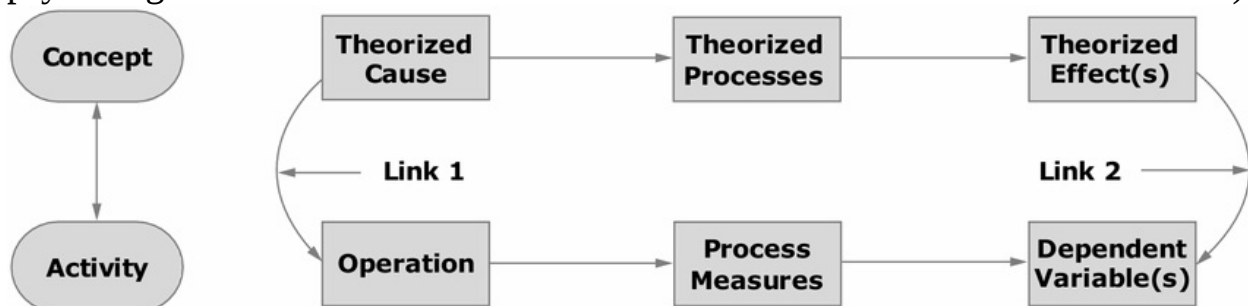 Concept
Theorized
Cause
Theorized
Processes
Theorized
Effect(s)
Link 1
Link 2
Activity
Operation
Process
Measures
Dependent
Variable(s)